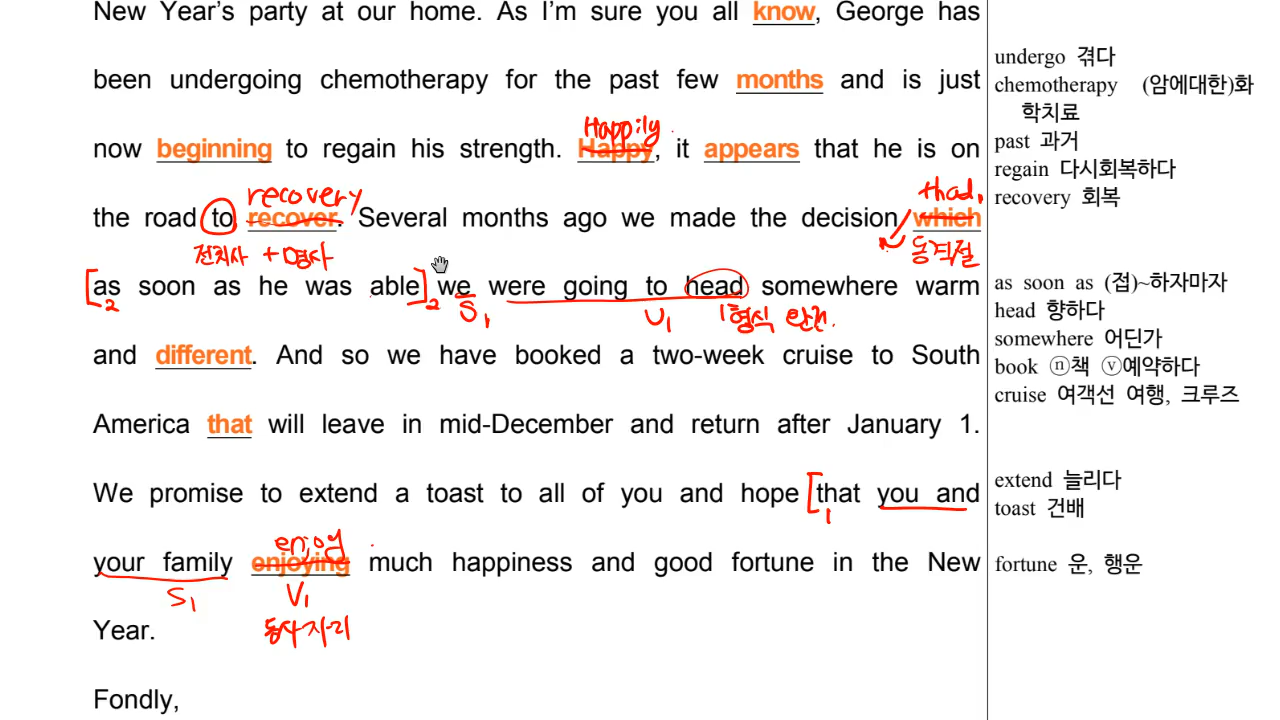 New Year's party at our home. As I'm sure you all know, George has
been undergoing chemotherapy for the past few months and is just
Happily
now beginning to regain his strength. Happy, it appears that he is on
recovery
that
the road to recover. Several months ago we made the decision which
전치사 + 명사
동격절
[as soon as he was able] we were going to head somewhere warm
2 2 S1 V1 1형식 완전.
and different. And so we have booked a two-week cruise to South
America that will leave in mid-December and return after January 1.
We promise to extend a toast to all of you and hope [that you and
1
enjoy
your family enjoying much happiness and good fortune in the New
S1 V1
동사자리
Year.
Fondly,
undergo 겪다
chemotherapy (암에대한)화
학치료
past 과거
regain 다시회복하다
recovery 회복
as soon as (접)~하자마자
head 향하다
somewhere 어딘가
book ⓝ책 ⓥ예약하다
cruise 여객선 여행, 크루즈
extend 늘리다
toast 건배
fortune 운, 행운